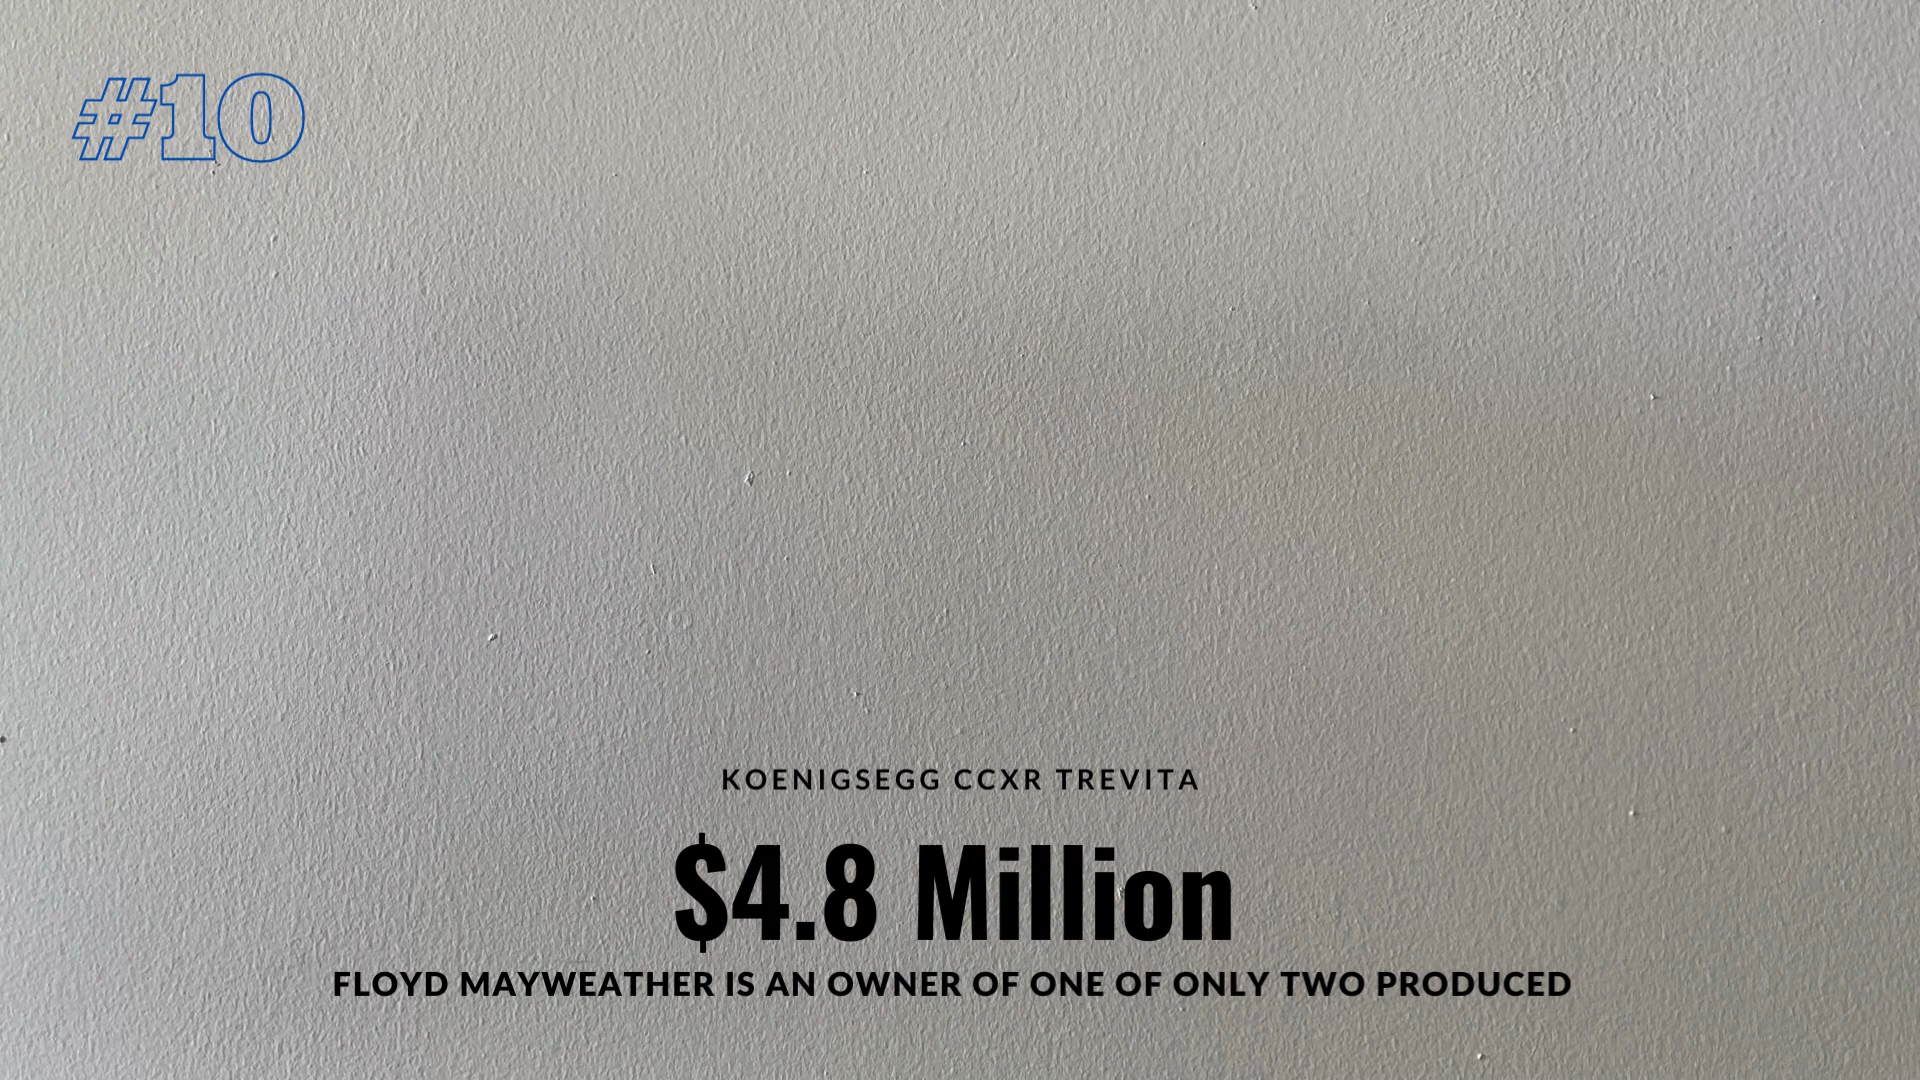 #10
KOENIGSEGG CCXR TREVITA
$4.8 Million
FLOYD MAYWEATHER IS AN OWNER OF ONE OF ONLY TWO PRODUCED